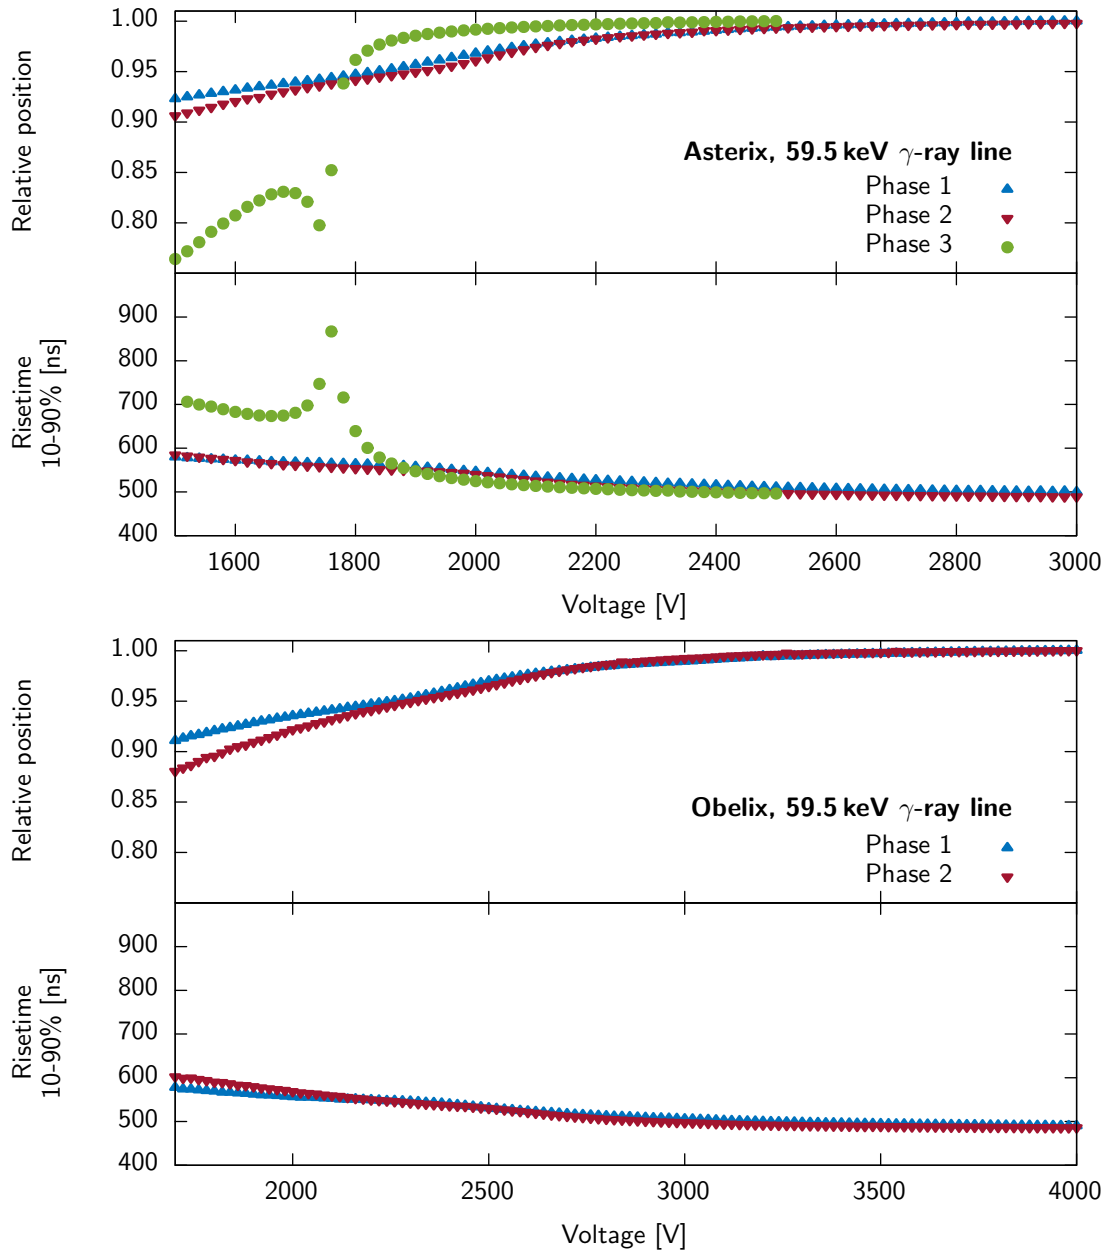 1.00
0.95
0.90
0.85
0.80
Relative position
Asterix, 59.5 keV γ-ray line
Phase 1
Phase 2
Phase 3
900
800
700
600
500
400
Risetime
10-90% [ns]
1600 1800 2000 2200 2400 2600 2800 3000
Voltage [V]
1.00
0.95
0.90
0.85
0.80
Relative position
Obelix, 59.5 keV γ-ray line
Phase 1
Phase 2
900
800
700
600
500
400
Risetime
10-90% [ns]
2000 2500 3000 3500 4000
Voltage [V]